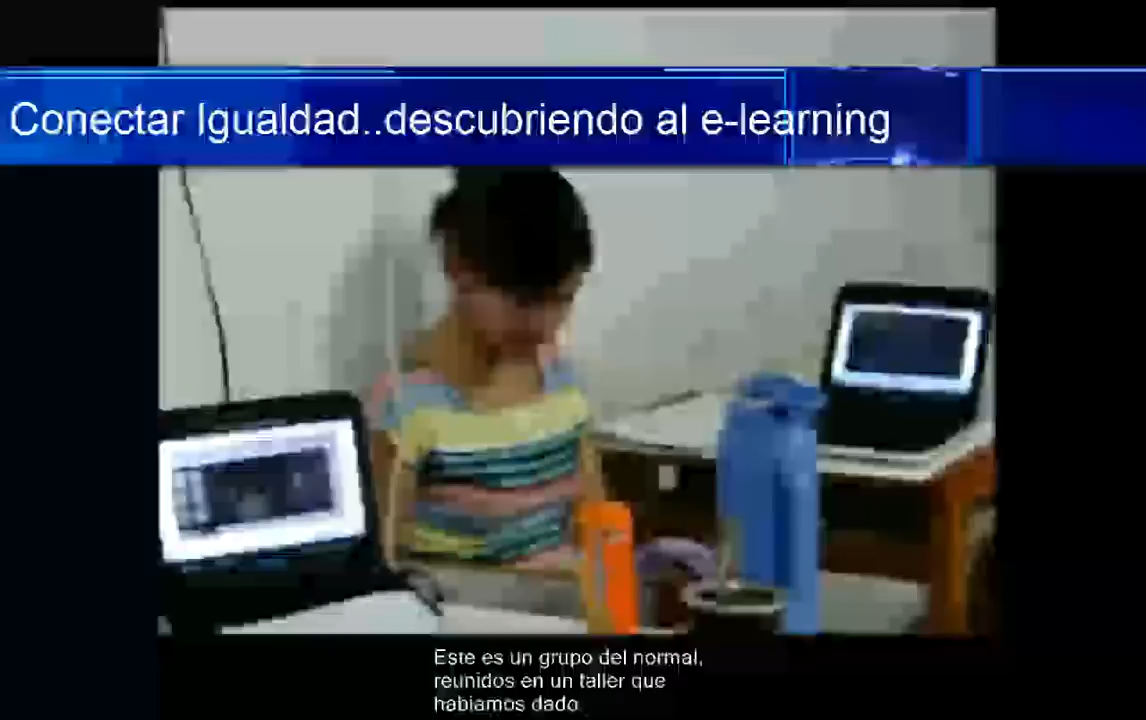 Conectar Igualdad..descubriendo al e-learning
Este es un grupo del normal,
reunidos en un taller que
habiamos dado